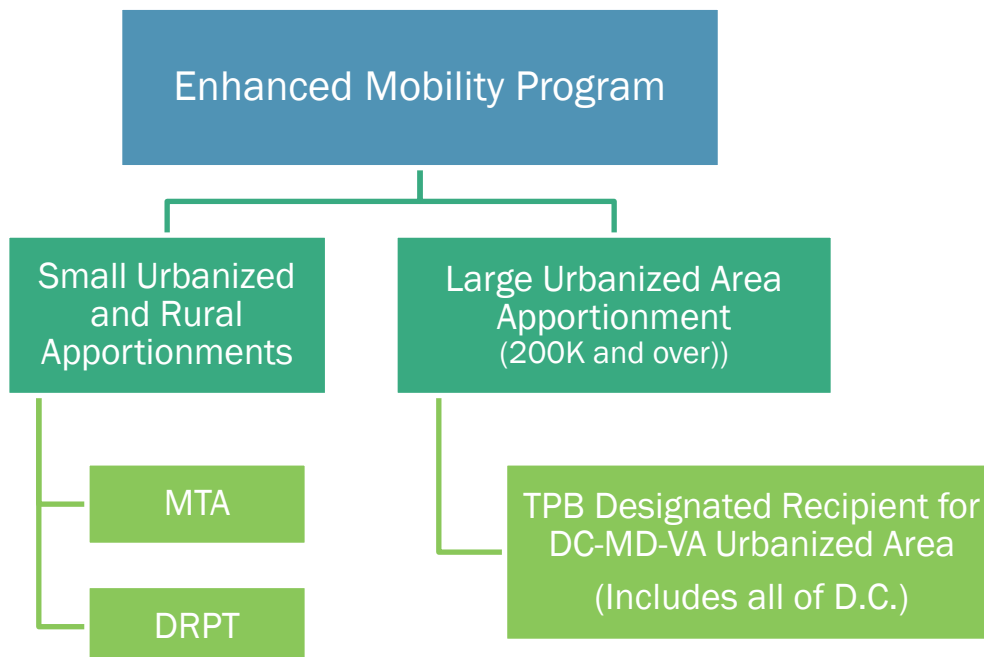 Enhanced Mobility Program
Small Urbanized
and Rural
Apportionments
Large Urbanized Area
Apportionment
(200K and over))
MTA
DRPT
TPB Designated Recipient for
DC-MD-VA Urbanized Area
(Includes all of D.C.)